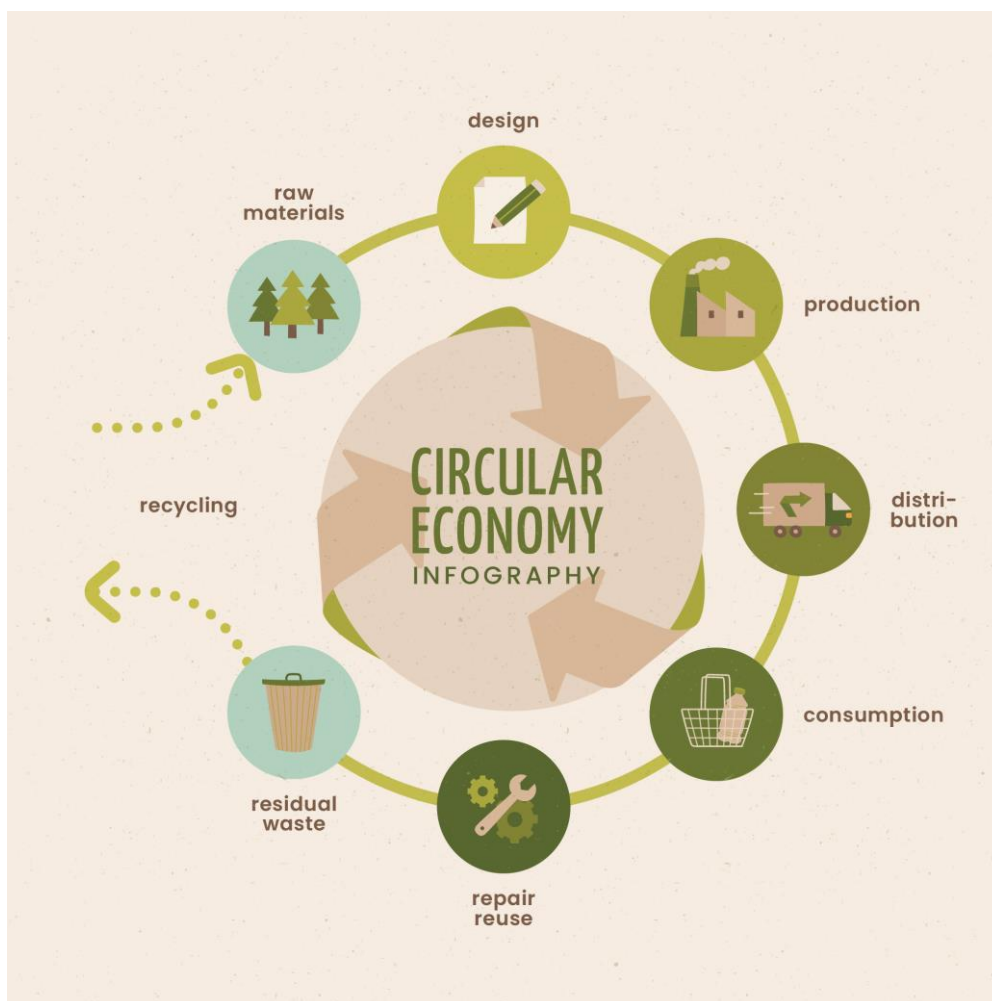 design
raw
materials
production
CIRCULAR
ECONOMY
INFOGRAPHY
recycling
distri-
bution
consumption
residual
waste
repair
reuse